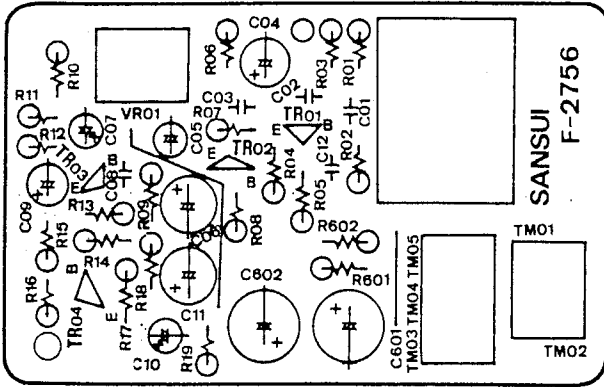 C04
R06
R03
R01
R10
C02
C03
C01
VR01
R11
R07
TR01
E
B
R12
C07
C05
R02
TR03
B
E
TR02
B
C12
R04
R05
E
C08
C09
R13
R09
R08
R15
R14
R602
R601
C602
B
R18
R16
E
R17
C11
TR04
C10
R19
C601
TM03 TM04 TM05
TM01
TM02
SANSUI
F-2756